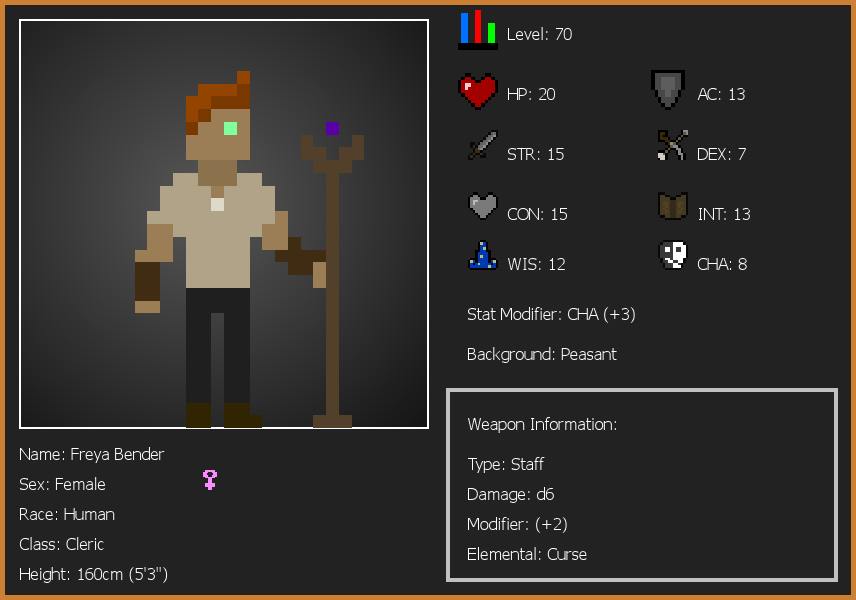 Level: 70
HP: 20
AC: 13
STR: 15
DEX: 7
CON: 15
INT: 13
WIS: 12
CHA: 8
Stat Modifier: CHA (+3)
Background: Peasant
Weapon Information:
Type: Staff
Damage: d6
Modifier: (+2)
Elemental: Curse
Name: Freya Bender
Sex: Female
Race: Human
Class: Cleric
Height: 160cm (5'3")